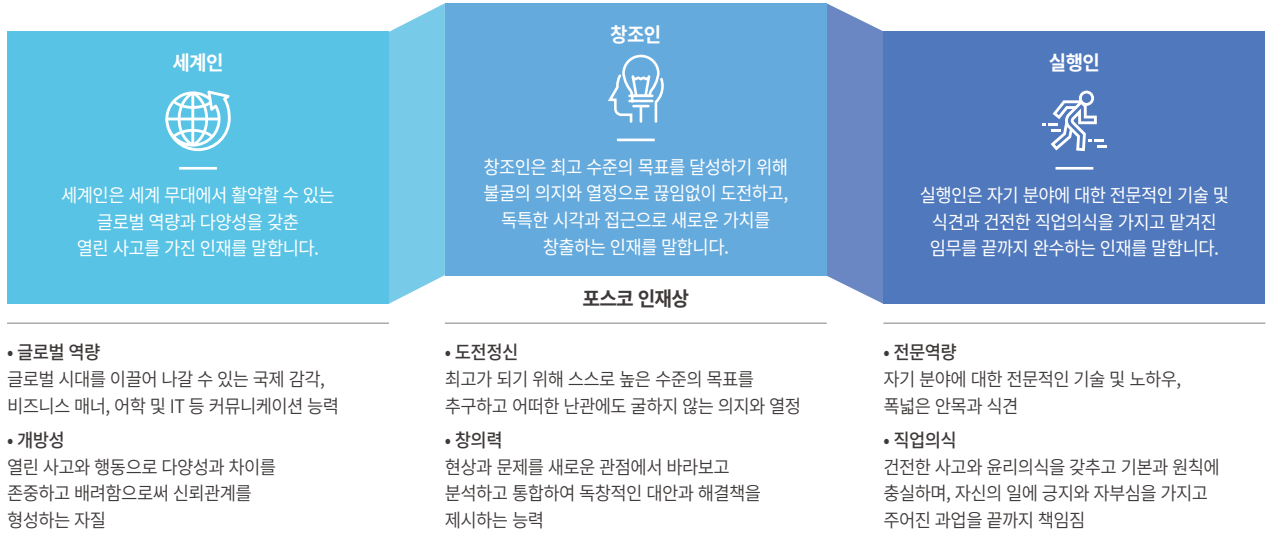 세계인
세계인은 세계 무대에서 활약할 수 있는
글로벌 역량과 다양성을 갖춘
열린 사고를 가진 인재를 말합니다.
창조인
창조인은 최고 수준의 목표를 달성하기 위해
불굴의 의지와 열정으로 끊임없이 도전하고,
독특한 시각과 접근으로 새로운 가치를
창출하는 인재를 말합니다.
실행인
실행인은 자기 분야에 대한 전문적인 기술 및
식견과 건전한 직업의식을 가지고 맡겨진
임무를 끝까지 완수하는 인재를 말합니다.
포스코 인재상
• 글로벌 역량
글로벌 시대를 이끌어 나갈 수 있는 국제 감각,
비즈니스 매너, 어학 및 IT 등 커뮤니케이션 능력
• 개방성
열린 사고와 행동으로 다양성과 차이를
존중하고 배려함으로써 신뢰관계를
형성하는 자질
• 도전정신
최고가 되기 위해 스스로 높은 수준의 목표를
추구하고 어떠한 난관에도 굴하지 않는 의지와 열정
• 창의력
현상과 문제를 새로운 관점에서 바라보고
분석하고 통합하여 독창적인 대안과 해결책을
제시하는 능력
• 전문역량
자기 분야에 대한 전문적인 기술 및 노하우,
폭넓은 안목과 식견
• 직업의식
건전한 사고와 윤리의식을 갖추고 기본과 원칙에
충실하며, 자신의 일에 긍지와 자부심을 가지고
주어진 과업을 끝까지 책임짐